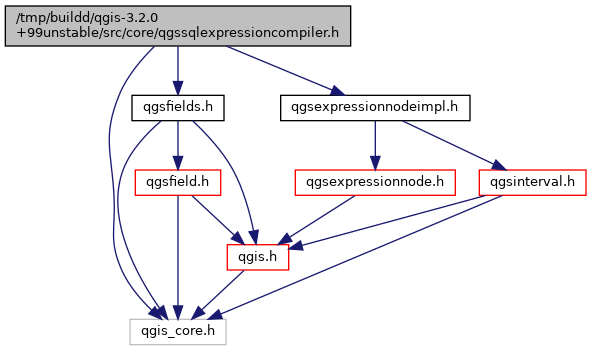 /tmp/buildd/qgis-3.2.0
+99unstable/src/core/qgssqlexpressioncompiler.h
qgsfields.h
qgsexpressionnodeimpl.h
qgsfield.h
qgsexpressionnode.h
qgsinterval.h
qgis.h
qgis_core.h